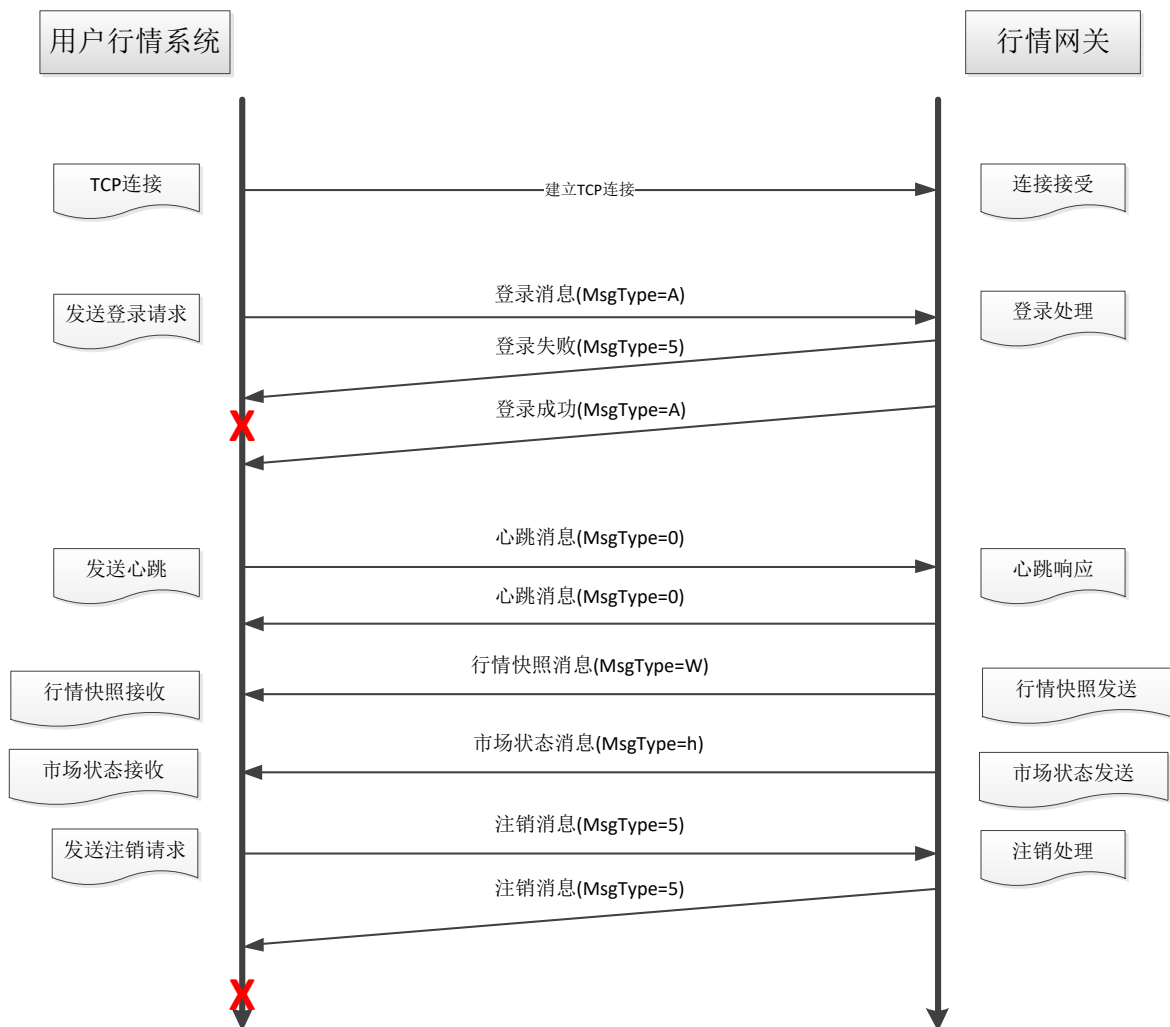 用户行情系统
行情网关
TCP连接
建立TCP连接
连接接受
登录消息(MsgType=A)
发送登录请求
登录处理
登录失败(MsgType=5)
登录成功(MsgType=A)
X
心跳消息(MsgType=0)
发送心跳
心跳响应
心跳消息(MsgType=0)
行情快照消息(MsgType=W)
行情快照接收
行情快照发送
市场状态消息(MsgType=h)
市场状态接收
市场状态发送
注销消息(MsgType=5)
发送注销请求
注销处理
注销消息(MsgType=5)
X